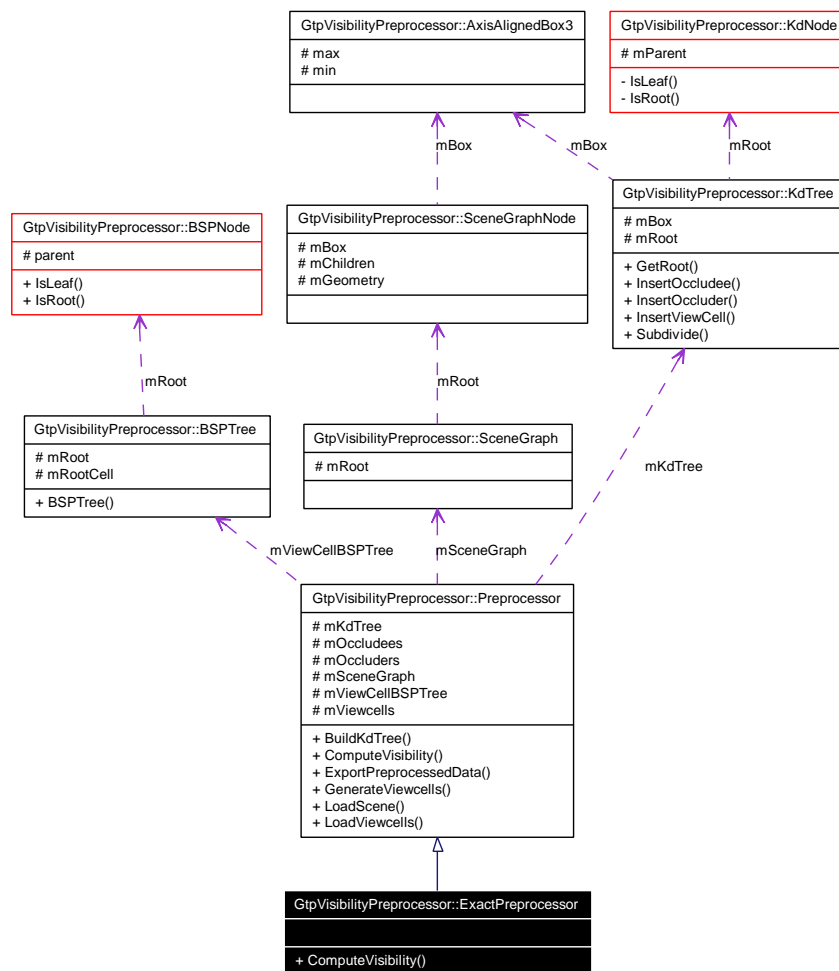 GtpVisibilityPreprocessor::AxisAlignedBox3
# max
# min
GtpVisibilityPreprocessor::KdNode
# mParent
- IsLeaf()
- IsRoot()
mBox
mBox
mRoot
GtpVisibilityPreprocessor::KdTree
# mBox
# mRoot
+ GetRoot()
+ InsertOccludee()
+ InsertOccluder()
+ InsertViewCell()
+ Subdivide()
GtpVisibilityPreprocessor::SceneGraphNode
# mBox
# mChildren
# mGeometry
GtpVisibilityPreprocessor::BSPNode
# parent
+ IsLeaf()
+ IsRoot()
mRoot
mRoot
GtpVisibilityPreprocessor::BSPTree
# mRoot
# mRootCell
+ BSPTree()
GtpVisibilityPreprocessor::SceneGraph
# mRoot
mKdTree
mViewCellBSPTree
mSceneGraph
GtpVisibilityPreprocessor::Preprocessor
# mKdTree
# mOccludees
# mOccluders
# mSceneGraph
# mViewCellBSPTree
# mViewcells
+ BuildKdTree()
+ ComputeVisibility()
+ ExportPreprocessedData()
+ GenerateViewcells()
+ LoadScene()
+ LoadViewcells()
GtpVisibilityPreprocessor::ExactPreprocessor
+ ComputeVisibility()